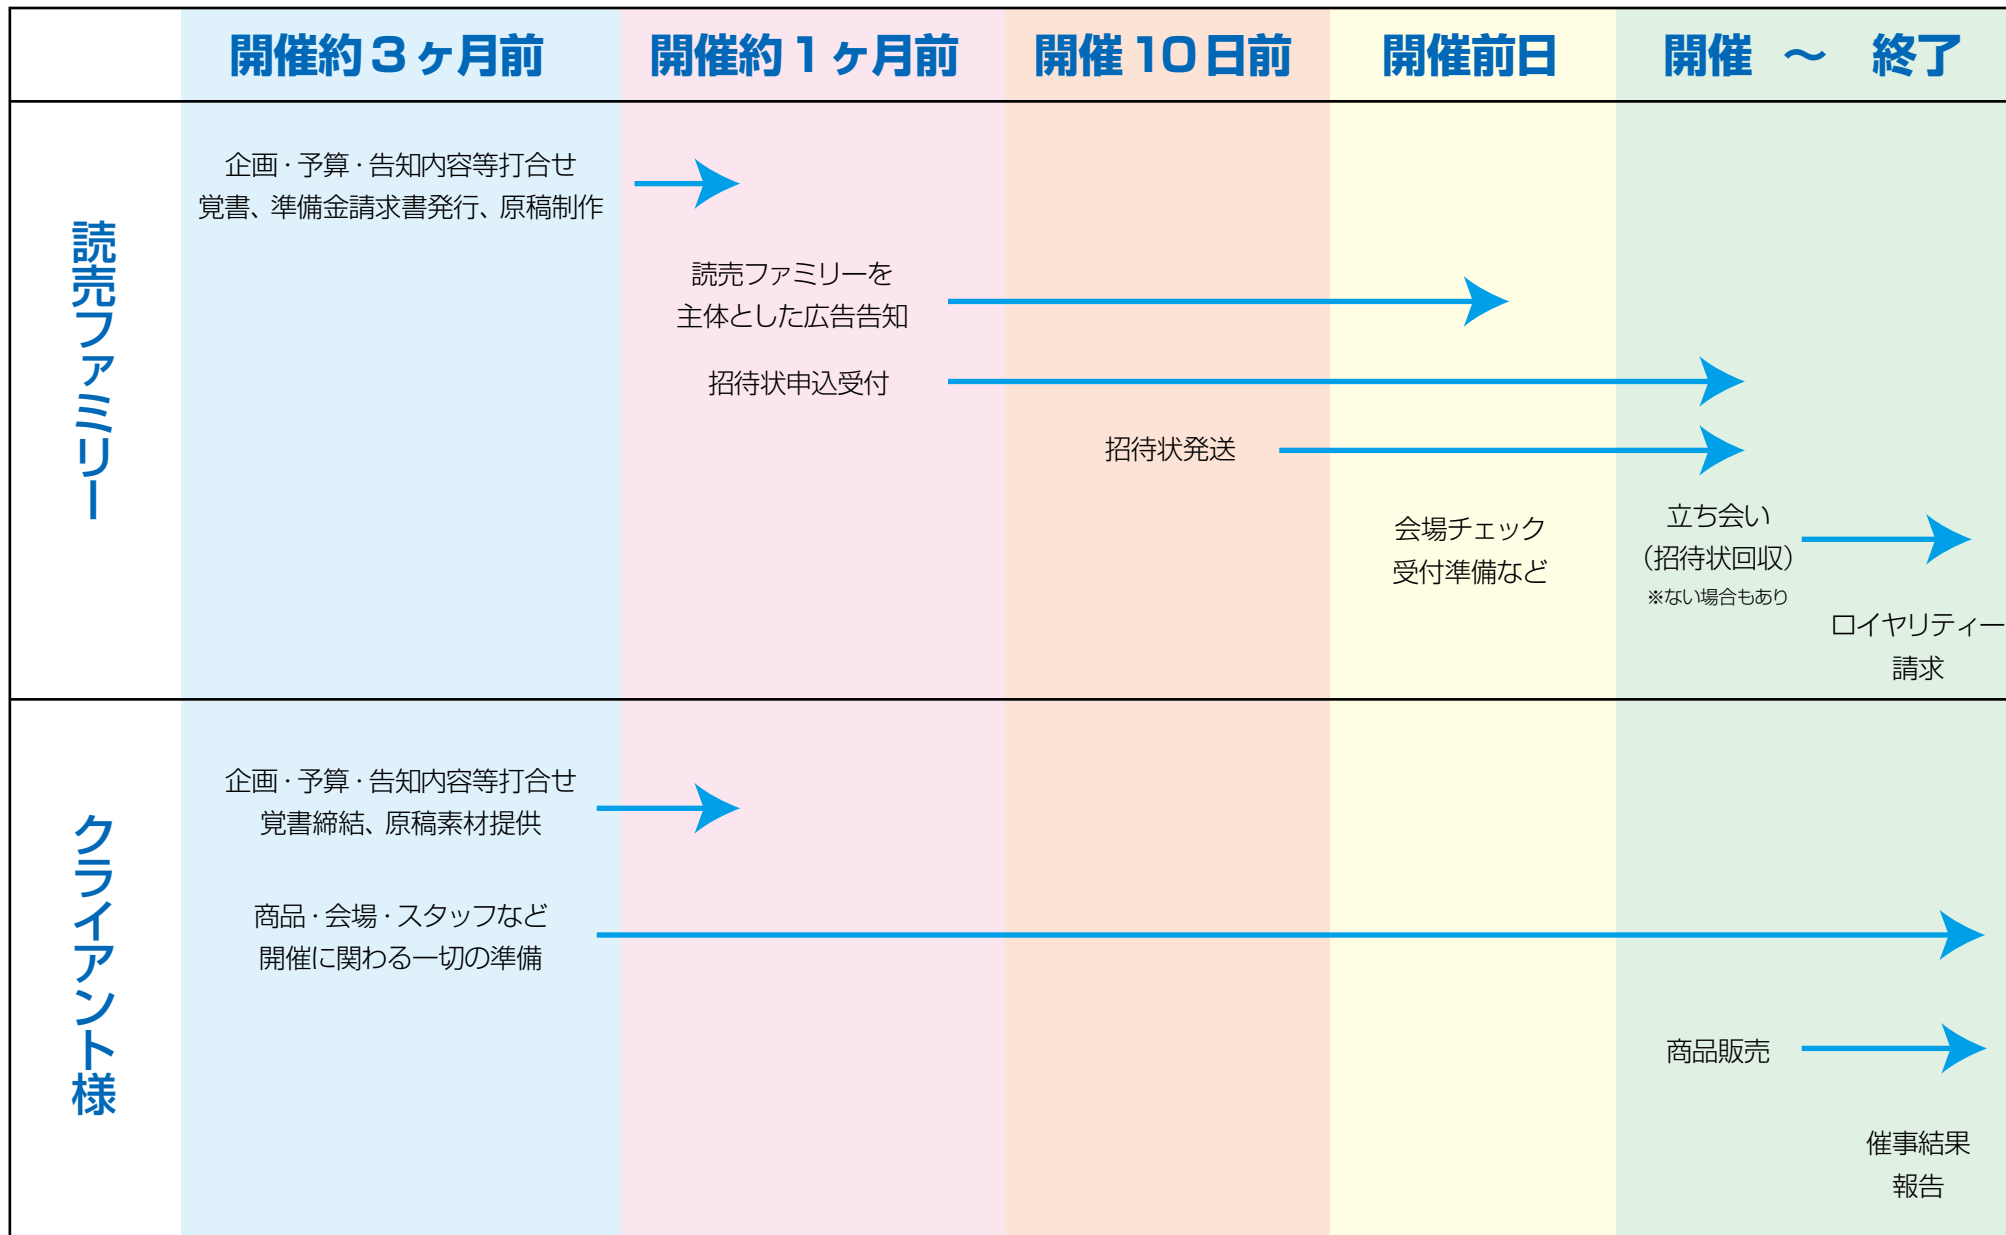 開催約3ヶ月前
開催約1ヶ月前
開催10日前
開催前日
開催 ～ 終了
読売ファミリー
企画・予算・告知内容等打合せ
覚書、準備金請求書発行、原稿制作
読売ファミリーを
主体とした広告告知
招待状申込受付
招待状発送
会場チェック
受付準備など
立ち会い
（招待状回収）
※ない場合もあり
ロイヤリティー
請求
クライアント様
企画・予算・告知内容等打合せ
覚書締結、原稿素材提供
商品・会場・スタッフなど
開催に関わる一切の準備
商品販売
催事結果
報告